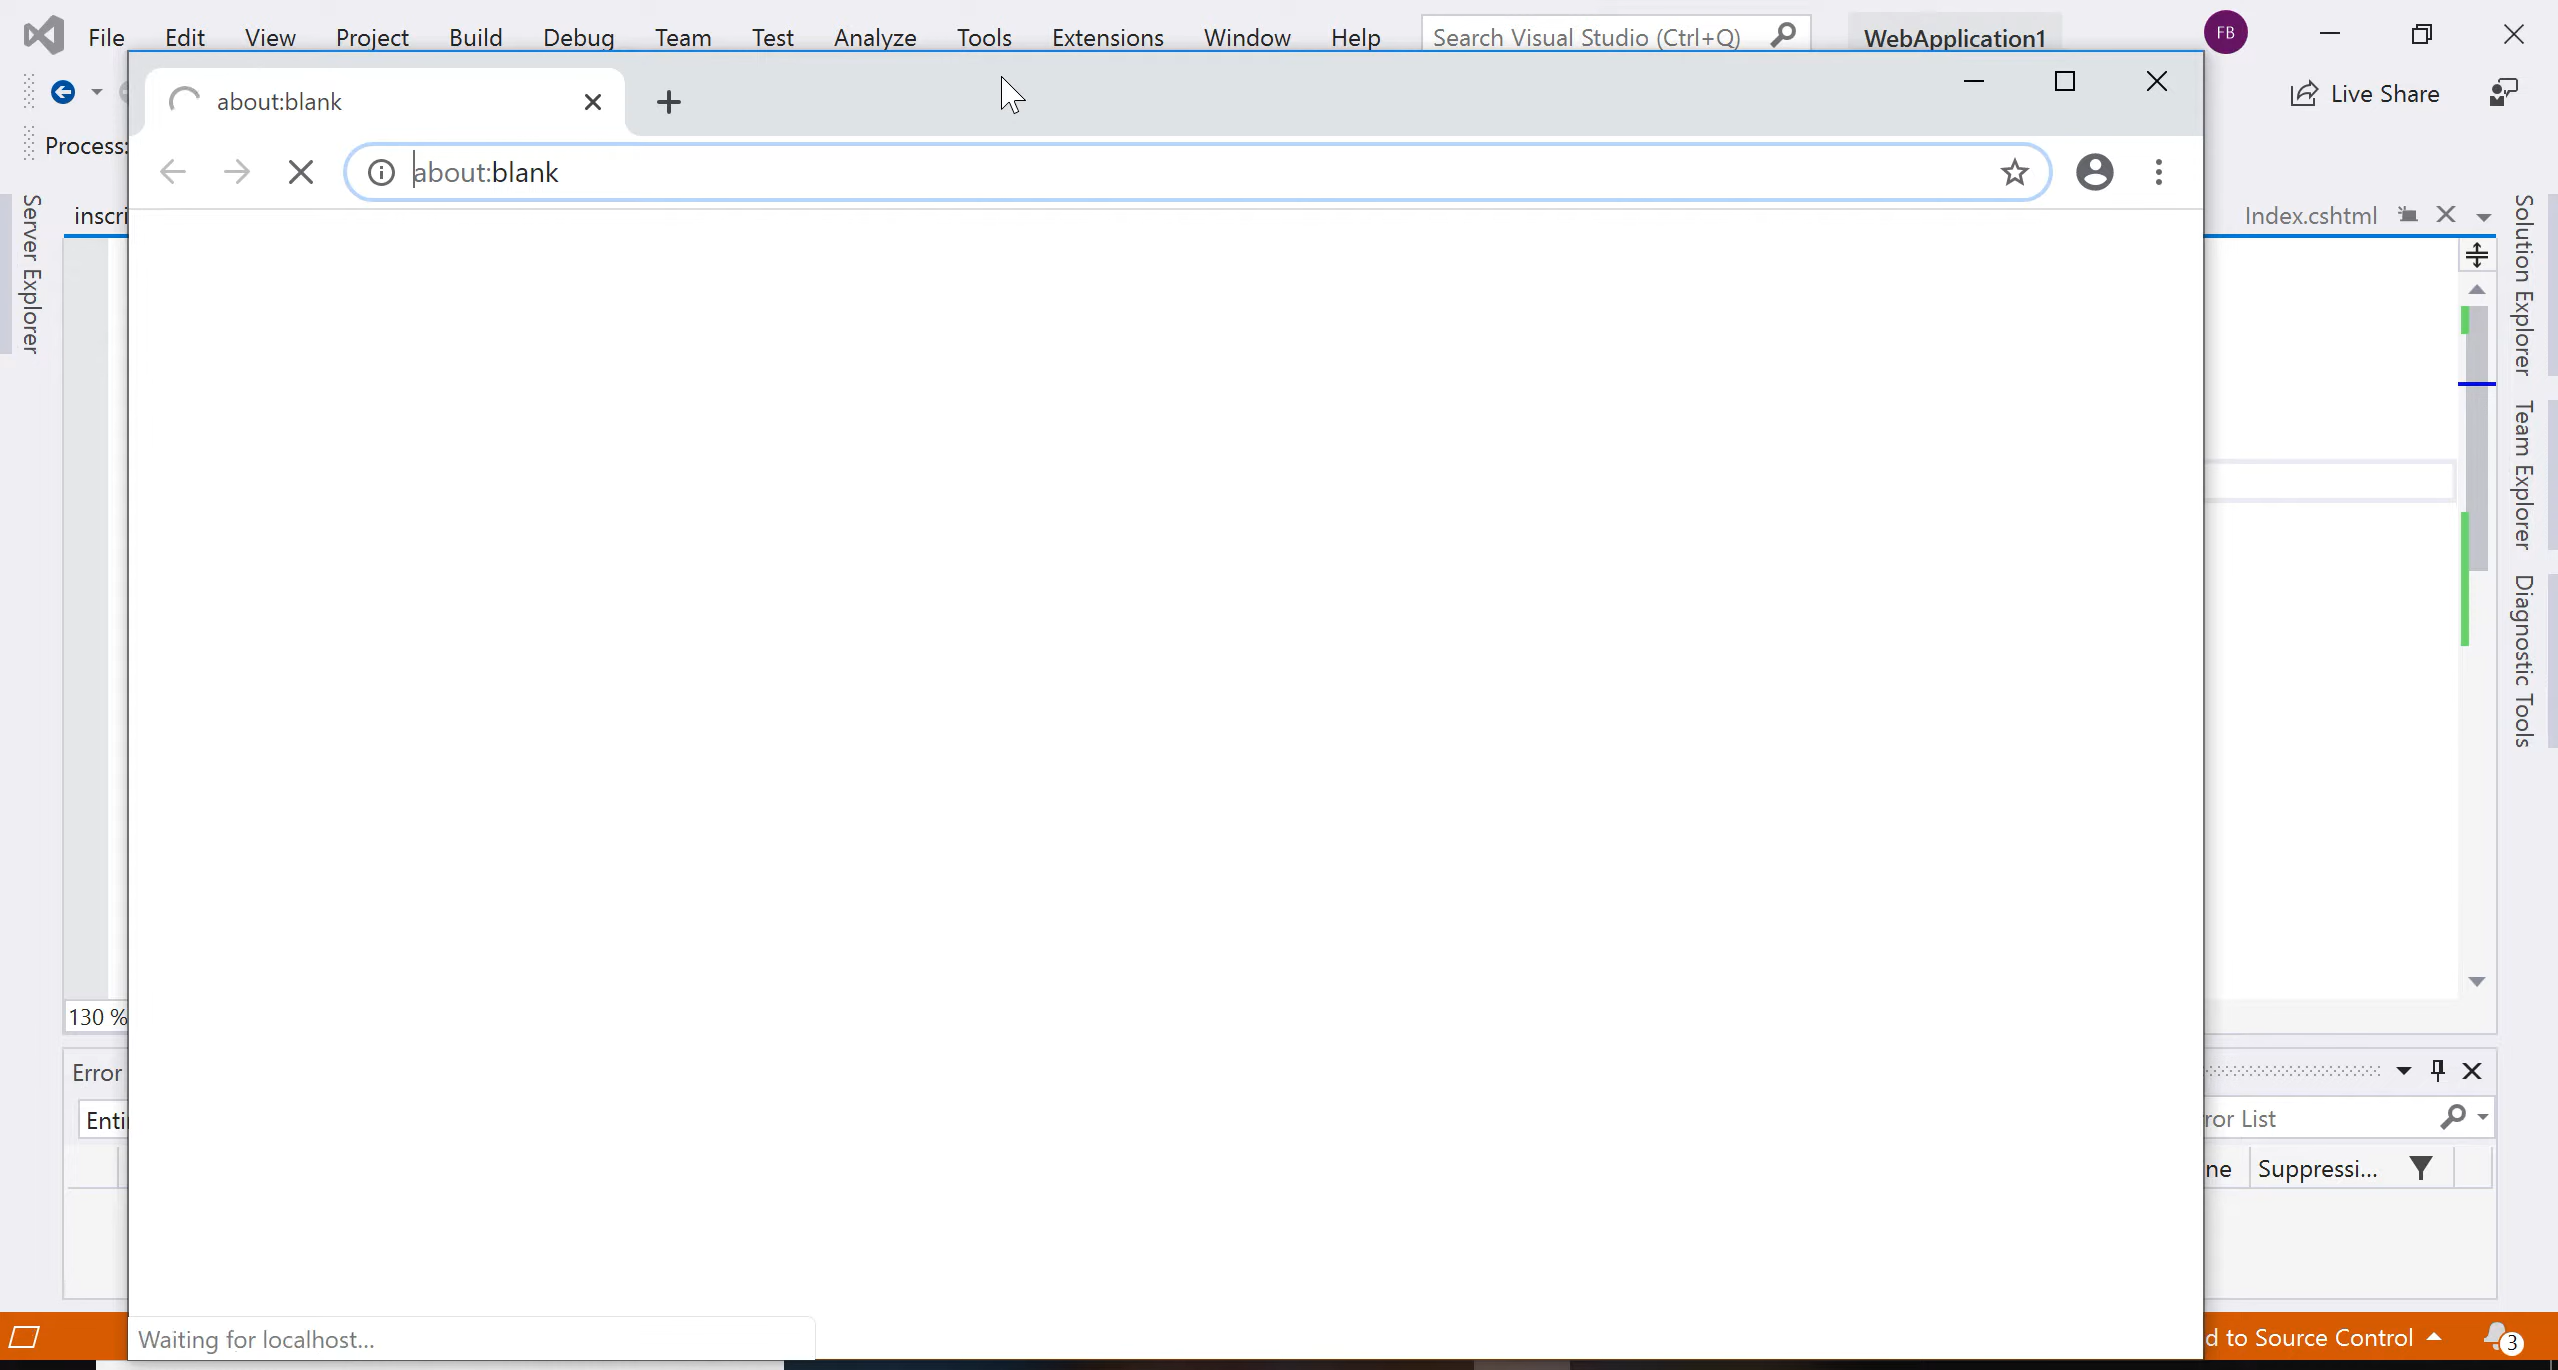 File Edit View Project Build Debug Team Test Analyze Tools Extensions Window Help Search Visual Studio (Ctrl+Q) WebApplication1 FB
about:blank
Live Share
Process:
about:blank
inscri
Index.cshtml
Server Explorer
Solution Explorer
Team Explorer
Diagnostic Tools
130 %
Error
Enti
ror List
ne Suppressi...
Waiting for localhost...
d to Source Control
3